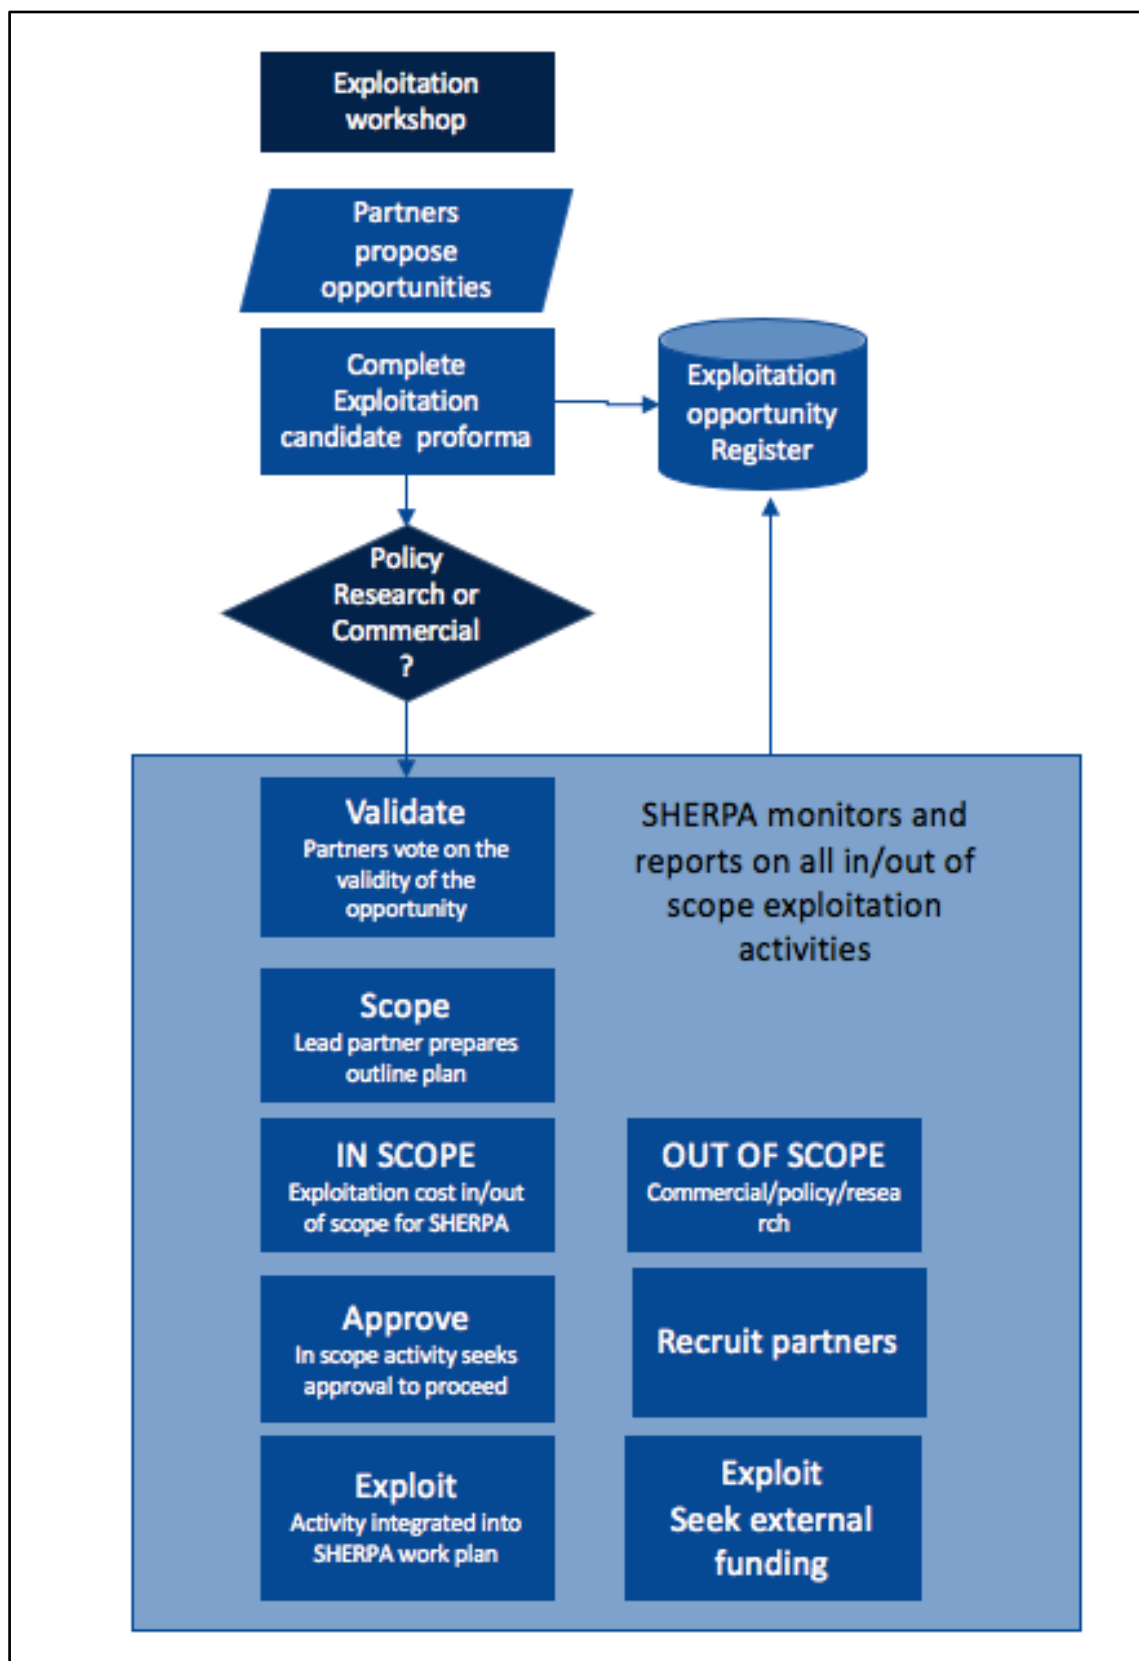 Exploitation
workshop
Partners
propose
opportunities
Complete
Exploitation
candidate proforma
Exploitation
opportunity
Register
Policy
Research or
Commercial
?
Validate
Partners vote on the
validity of the
opportunity
SHERPA monitors and
reports on all in/out of
scope exploitation
activities
Scope
Lead partner prepares
outline plan
IN SCOPE
Exploitation cost in/out
of scope for SHERPA
OUT OF SCOPE
Commercial/policy/resea
rch
Approve
In scope activity seeks
approval to proceed
Recruit partners
Exploit
Activity integrated into
SHERPA work plan
Exploit
Seek external
funding